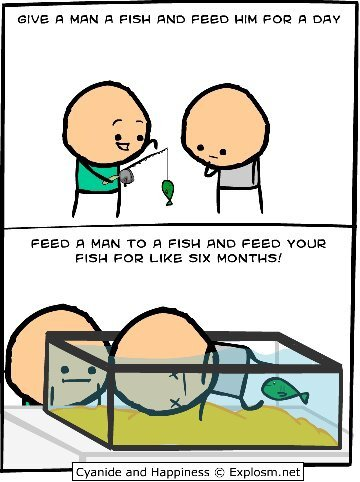 GIVE A MAN A FISH AND FEED HIM FOR A DAY
FEED A MAN TO A FISH AND FEED YOUR
FISH FOR LIKE SIX MONTHS!
Cyanide and Happiness © Explosm.net